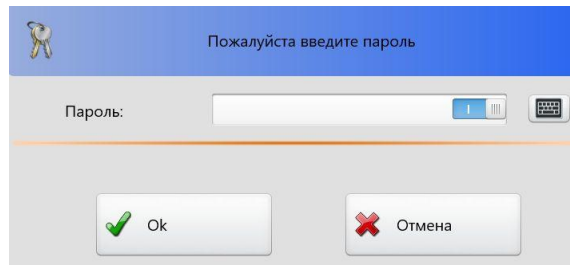 Пожалуйста введите пароль
Пароль:
Ok
Отмена